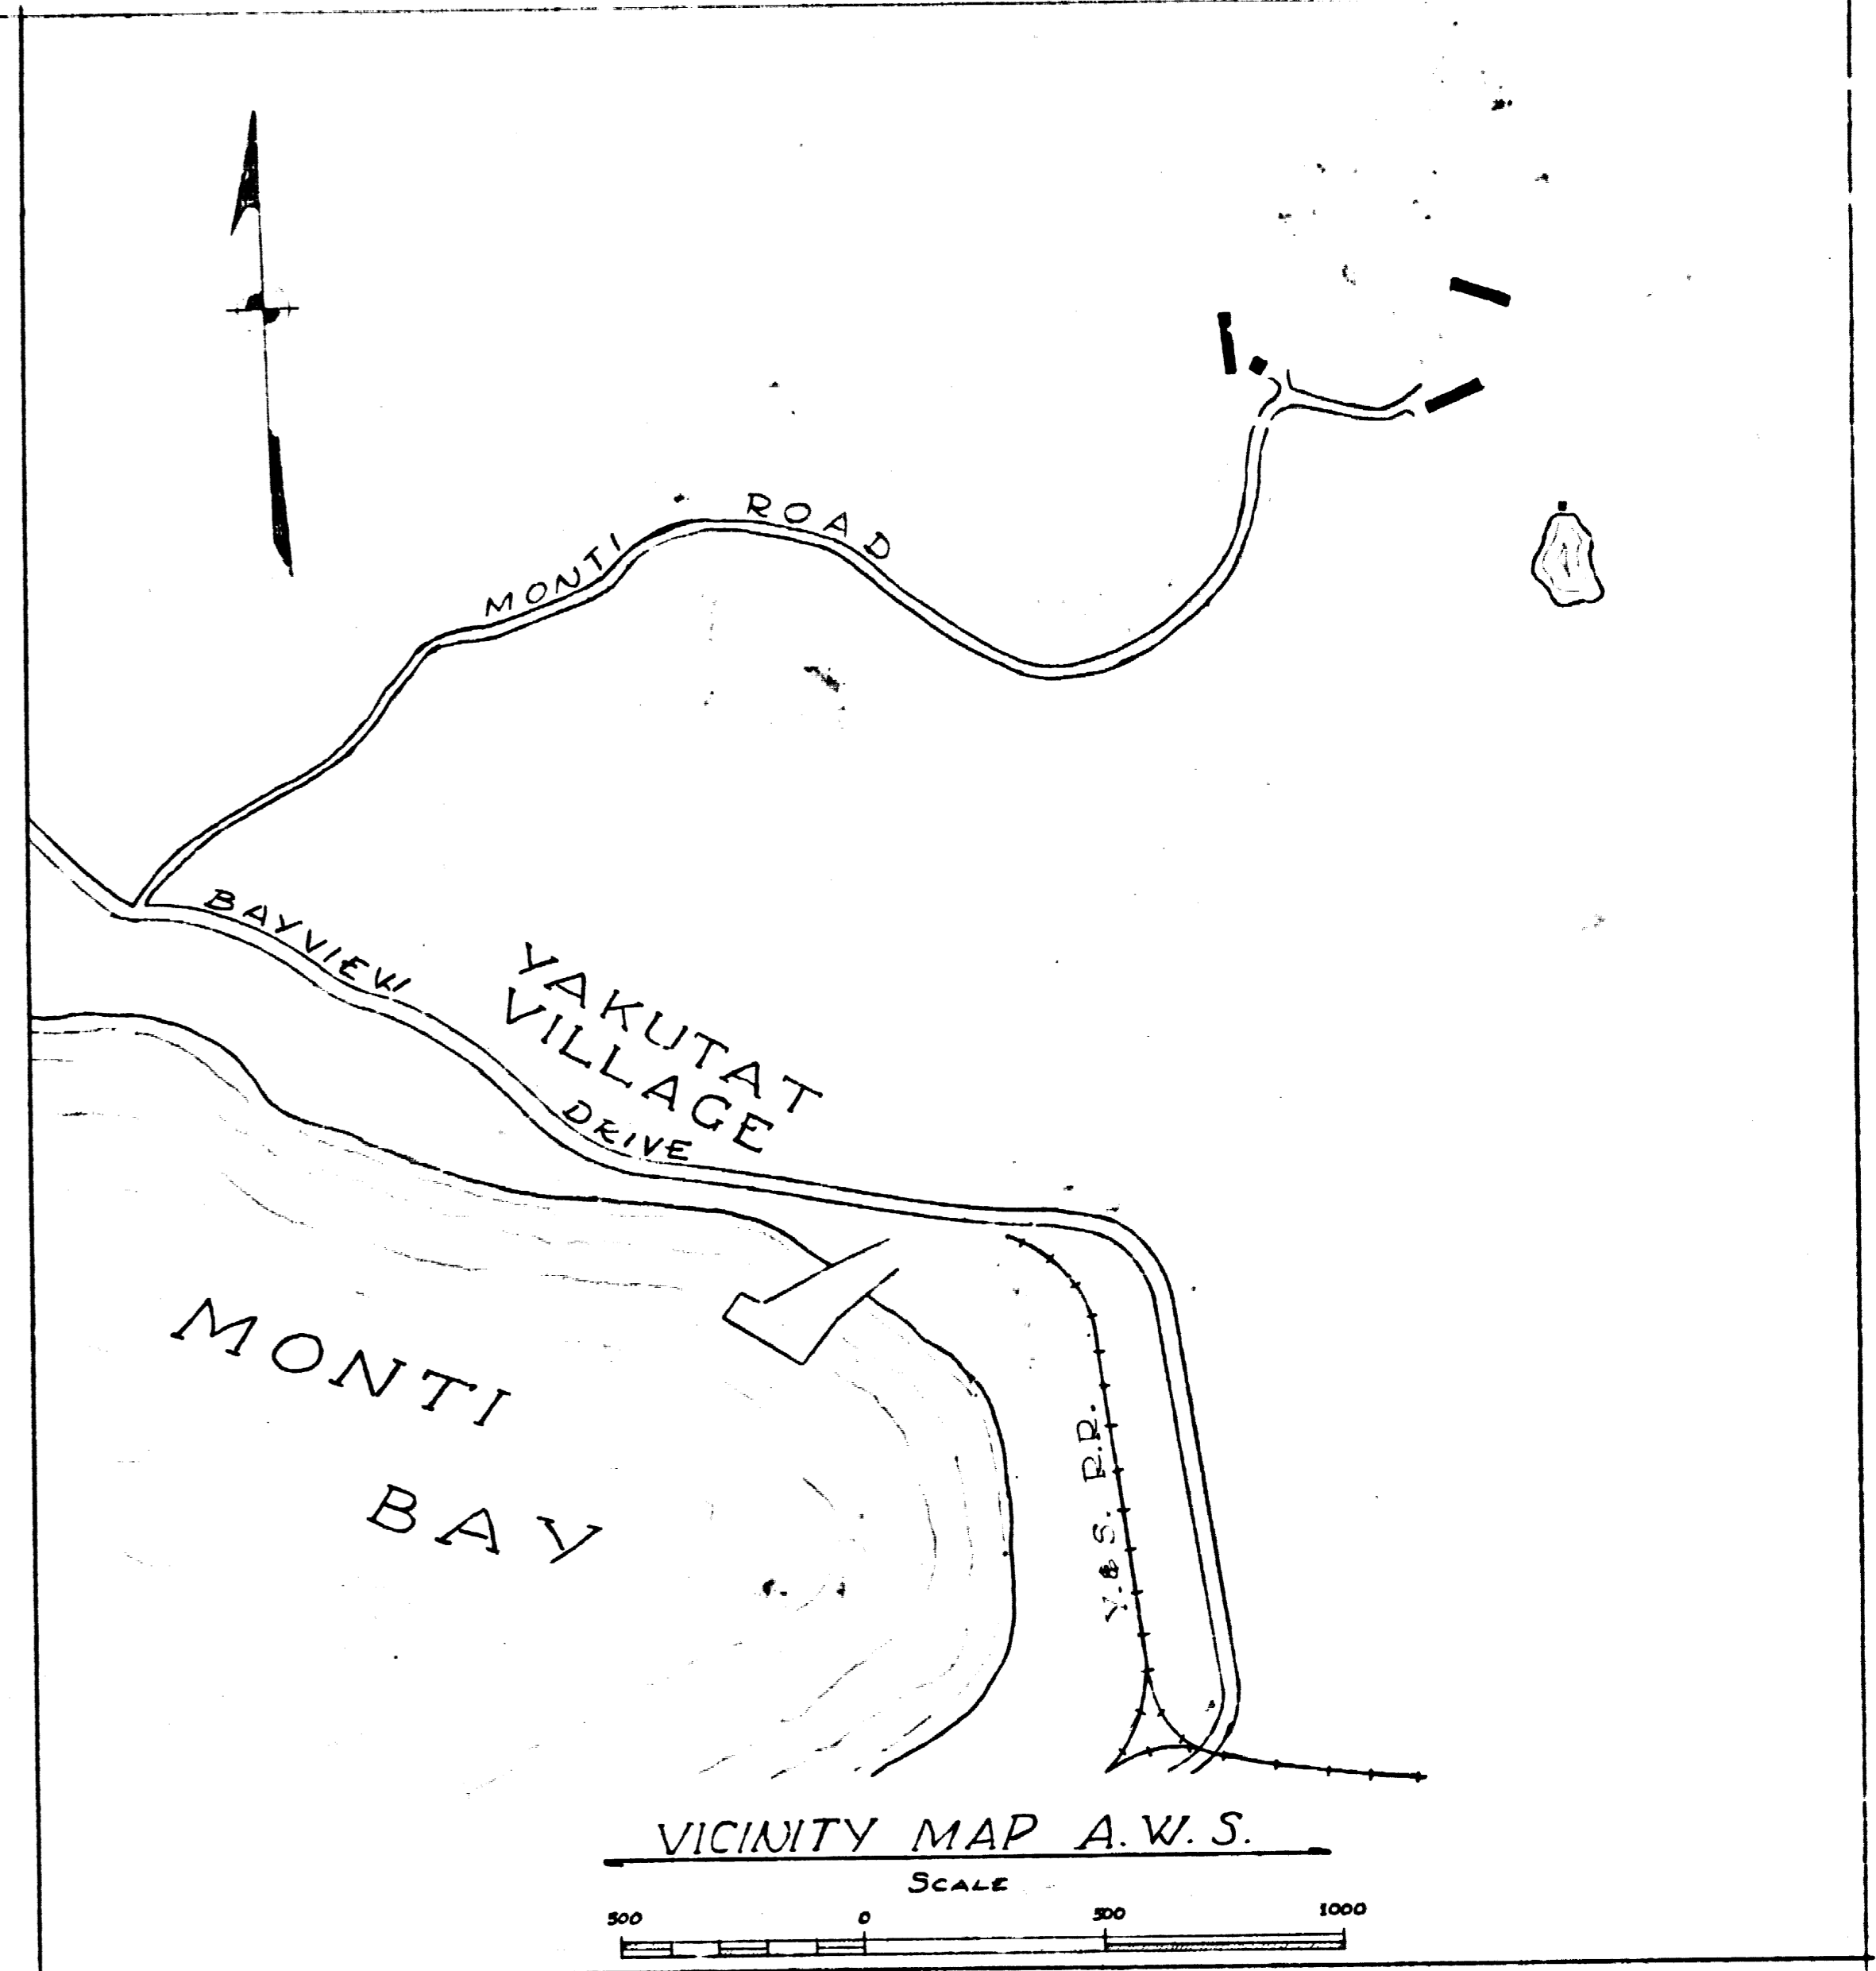 MONTI ROAD
BAYVIEW DRIVE
YAKUTAT
VILLAGE
MONTI
BAY
Y. & S. R.R.
VICINITY MAP A.W.S.
SCALE
500 0 500 1000